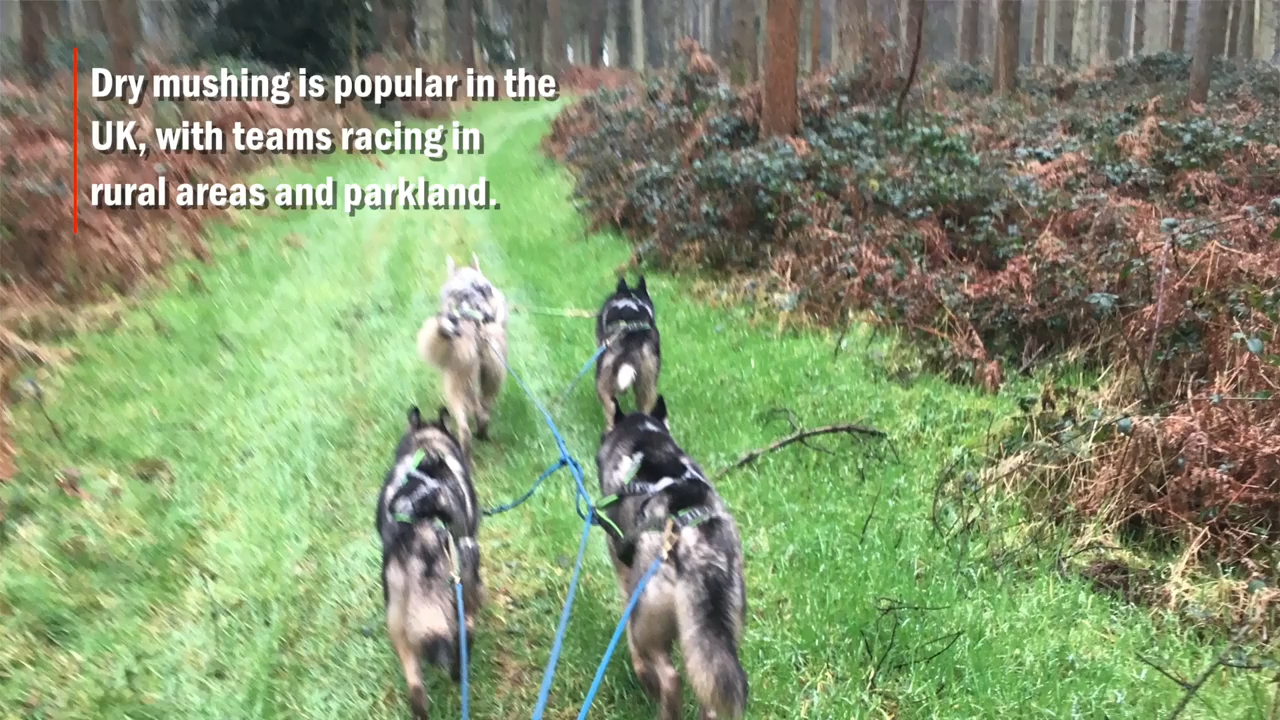 Dry mushing is popular in the
UK, with teams racing in
rural areas and parkland.